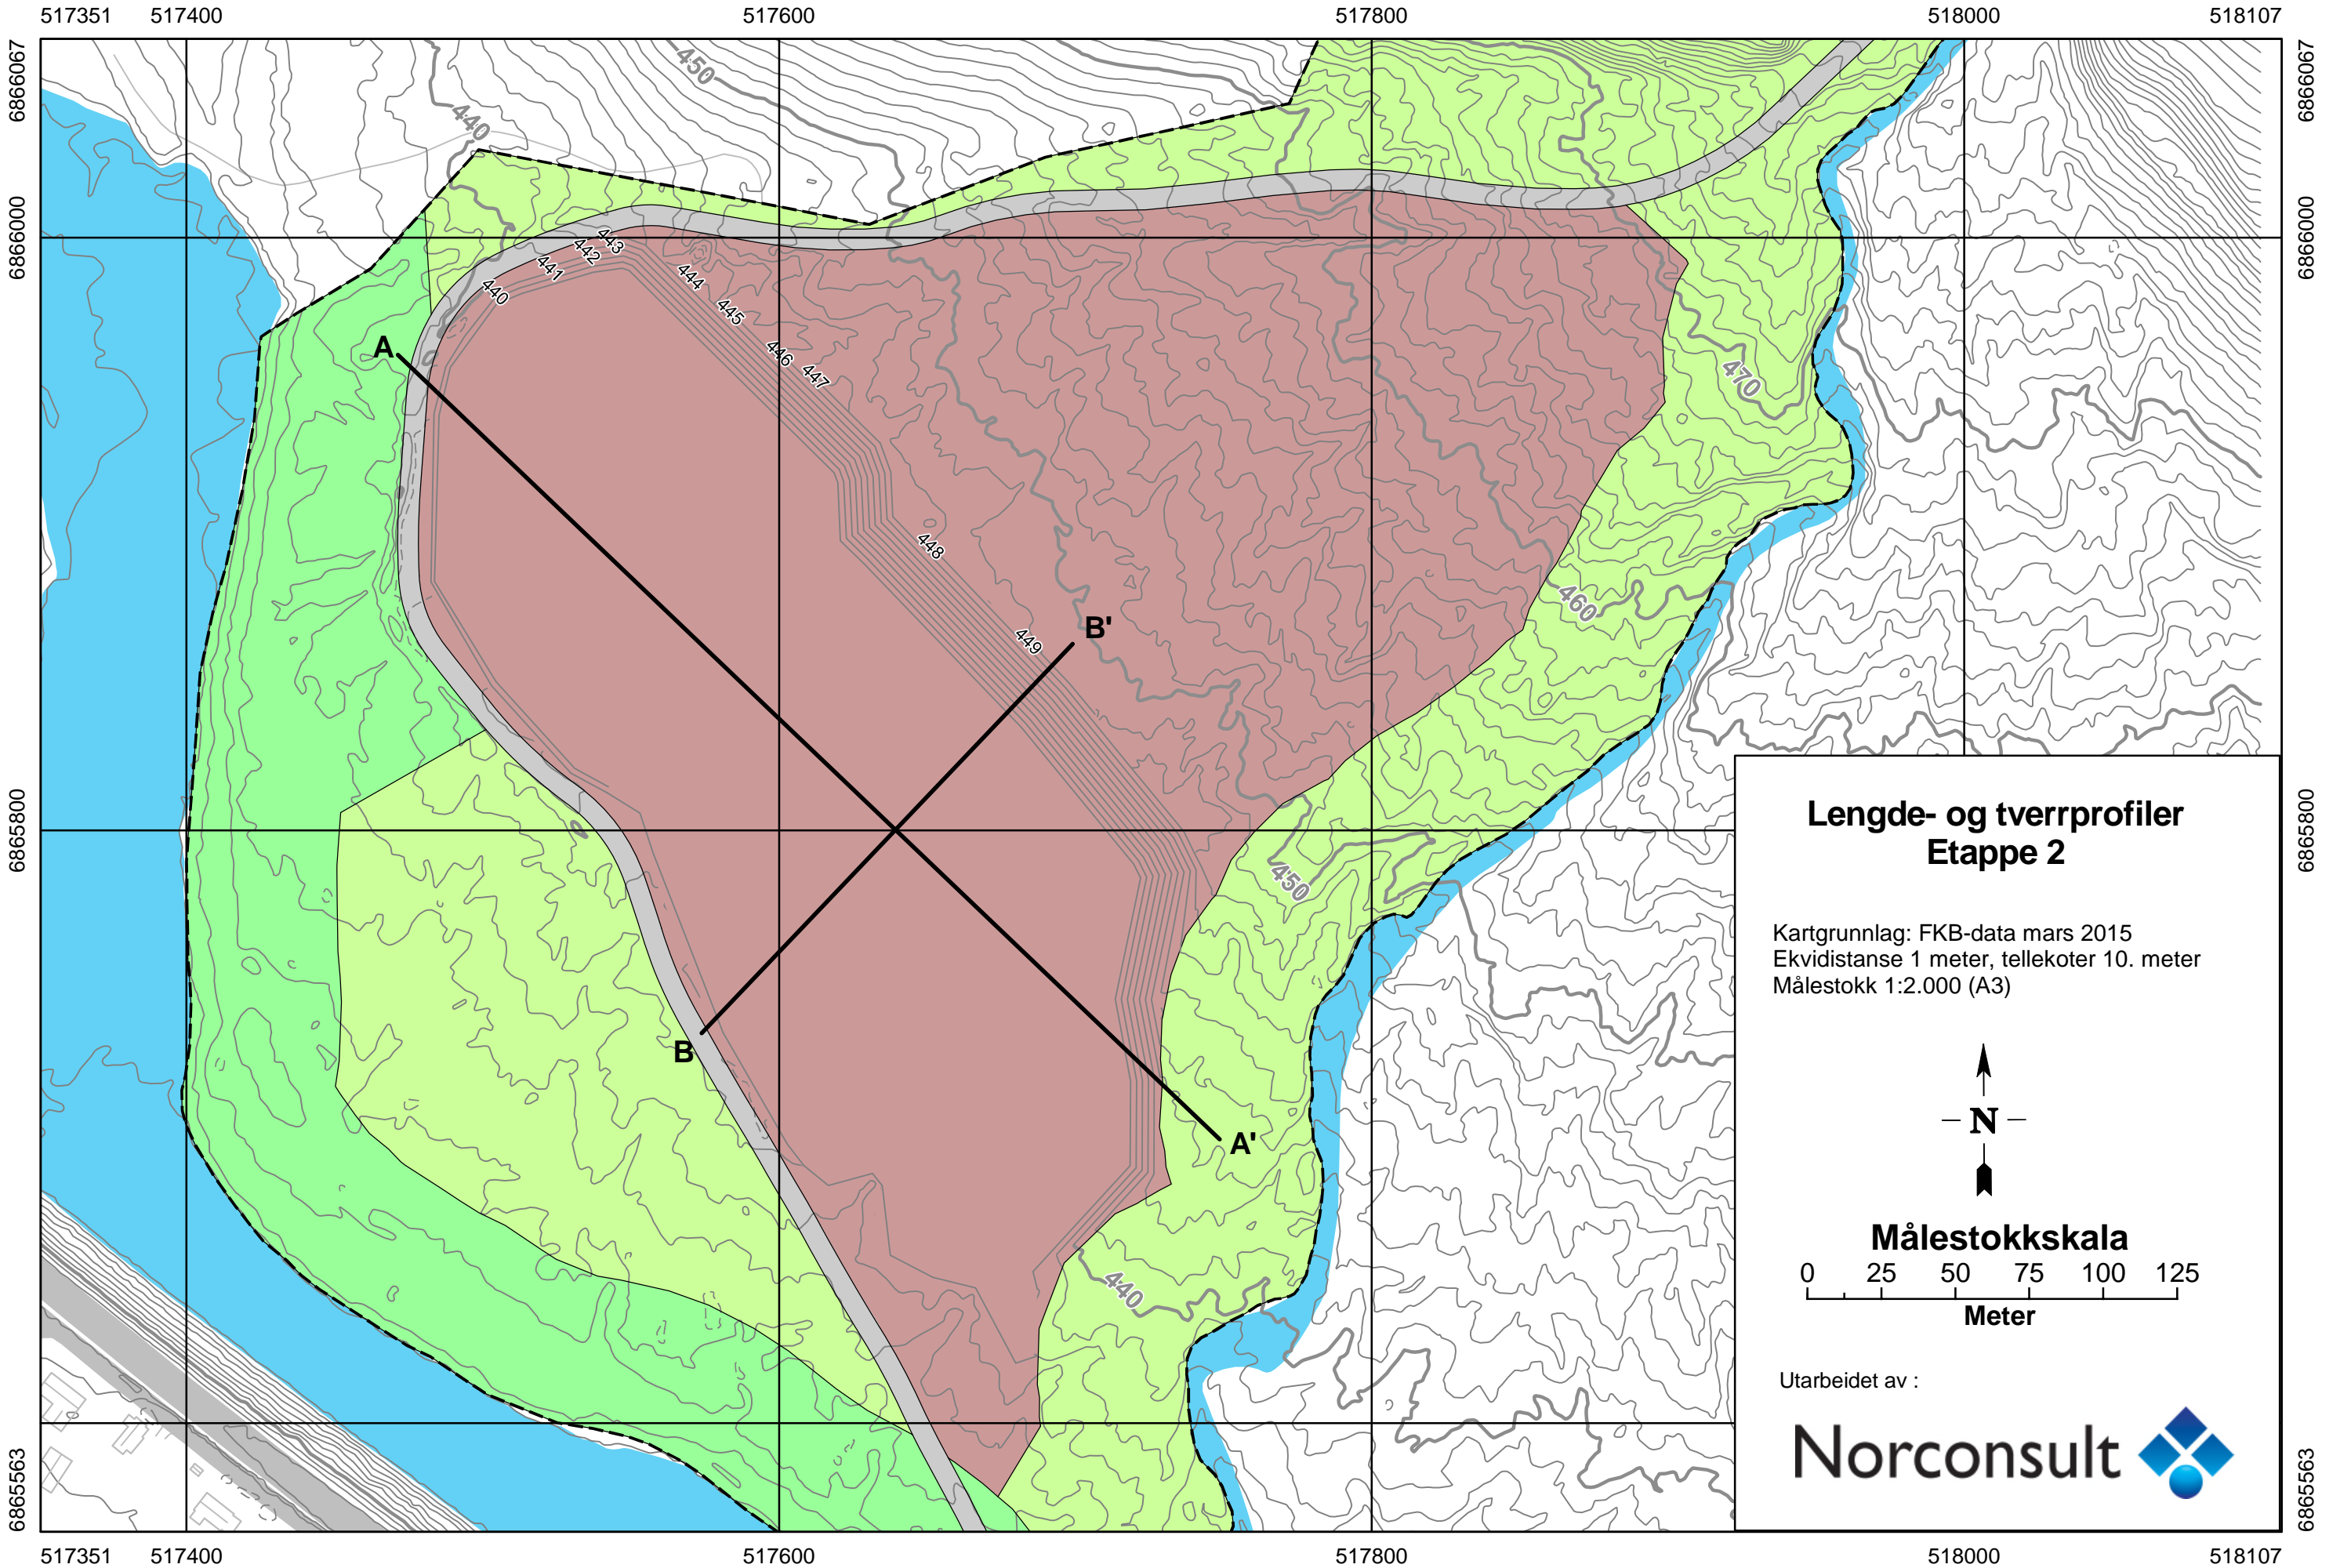 517351 517400 517600 517800 518000 518107
6866067 6866067
6866000 6866000
6865800 6865800
6865563 6865563
450
440
443
442
441
440
444
445
446
447
448
449
470
460
450
440
A
B'
B
A'
Lengde- og tverrprofiler
Etappe 2
Kartgrunnlag: FKB-data mars 2015
Ekvidistanse 1 meter, tellekoter 10. meter
Målestokk 1:2.000 (A3)
N
Målestokkskala
0 25 50 75 100 125
Meter
Utarbeidet av :
Norconsult
517351 517400 517600 517800 518000 518107